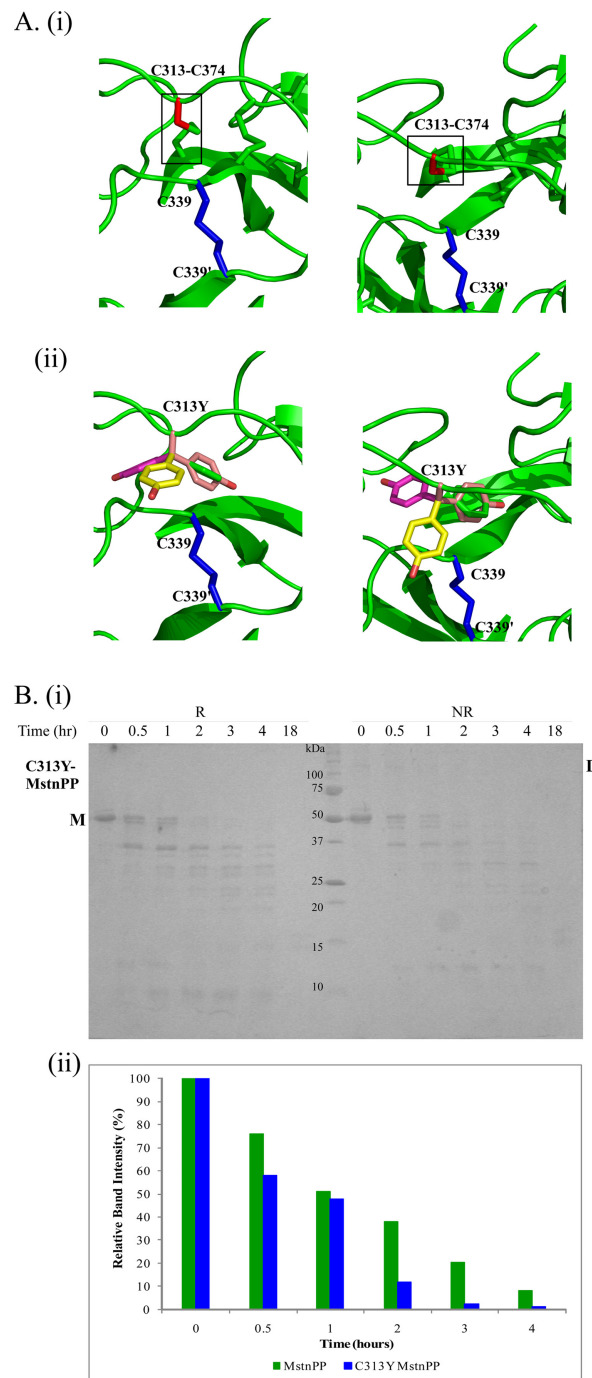 A. (i)
C313-C374
C339
C339'
C313-C374
C339
C339'
(ii)
C313Y
C339
C339'
C313Y
C339
C339'
B. (i)
R NR
Time (hr) 0 0.5 1 2 3 4 18 0 0.5 1 2 3 4 18
kDa
C313Y-
MstnPP
100
75
M
50
37
25
20
15
10
(ii)
100
90
80
70
60
50
40
30
20
10
0
Relative Band Intensity (%)
0 0.5 1 2 3 4
Time (hours)
MstnPP C313Y MstnPP